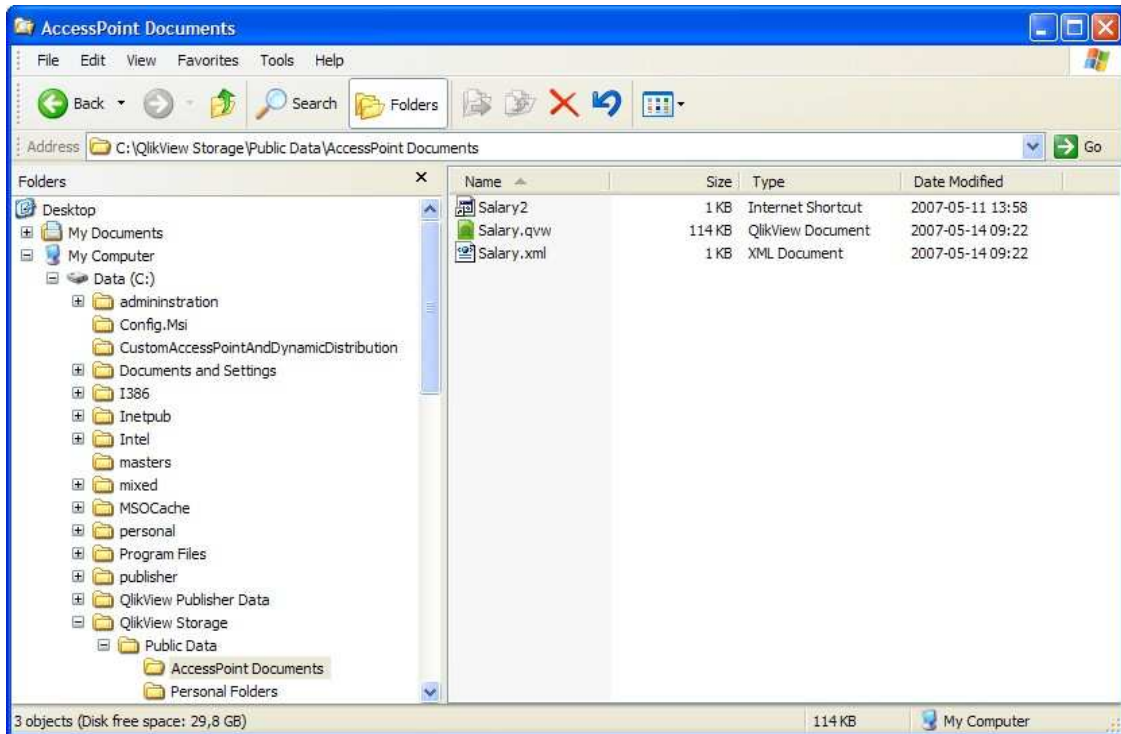 AccessPoint Documents
File Edit View Favorites Tools Help
Back Search Folders
Address C:\QlikView Storage\Public Data\AccessPoint Documents Go
Folders x
Name Size Type Date Modified
Salary2 1 KB Internet Shortcut 2007-05-11 13:58
Salary.qvw 114 KB QlikView Document 2007-05-14 09:22
Salary.xml 1 KB XML Document 2007-05-14 09:22
Desktop
My Documents
My Computer
Data (C:)
admininstration
Config.Msi
CustomAccessPointAndDynamicDistribution
Documents and Settings
I386
Inetpub
Intel
masters
mixed
MSOCache
personal
Program Files
publisher
QlikView Publisher Data
QlikView Storage
Public Data
AccessPoint Documents
Personal Folders
3 objects (Disk free space: 29,8 GB) 114 KB My Computer